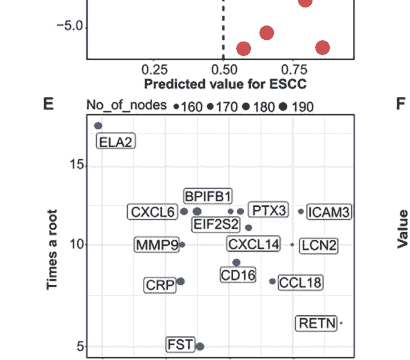 −5.0
0.25 0.50 0.75
Predicted value for ESCC
E No_of_nodes 160 170 180 190 F
ELA2
15
BPIFB1
CXCL6 PTX3 ICAM3
EIF2S2
10 MMP9 CXCL14 LCN2
CD16
CRP CCL18
RETN
FST
5
Times a root
Value